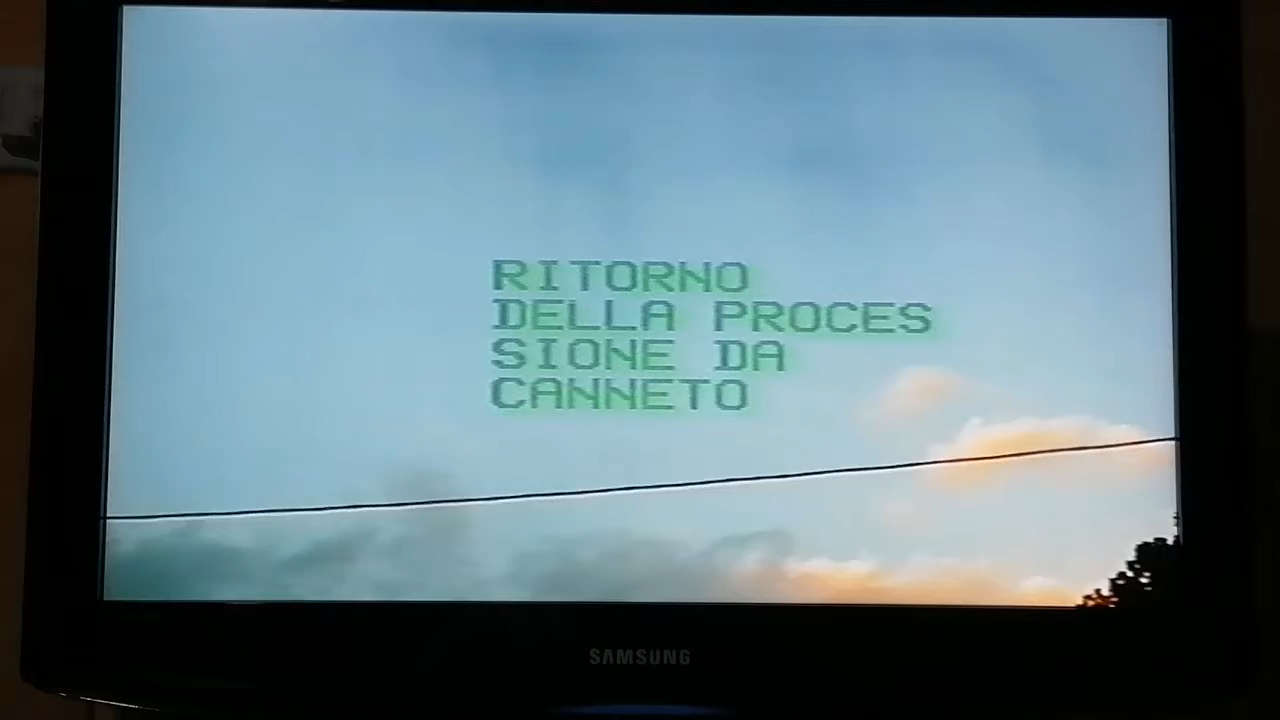 RITORNO
DELLA PROCES
SIONE DA
CANNETO
SAMSUNG